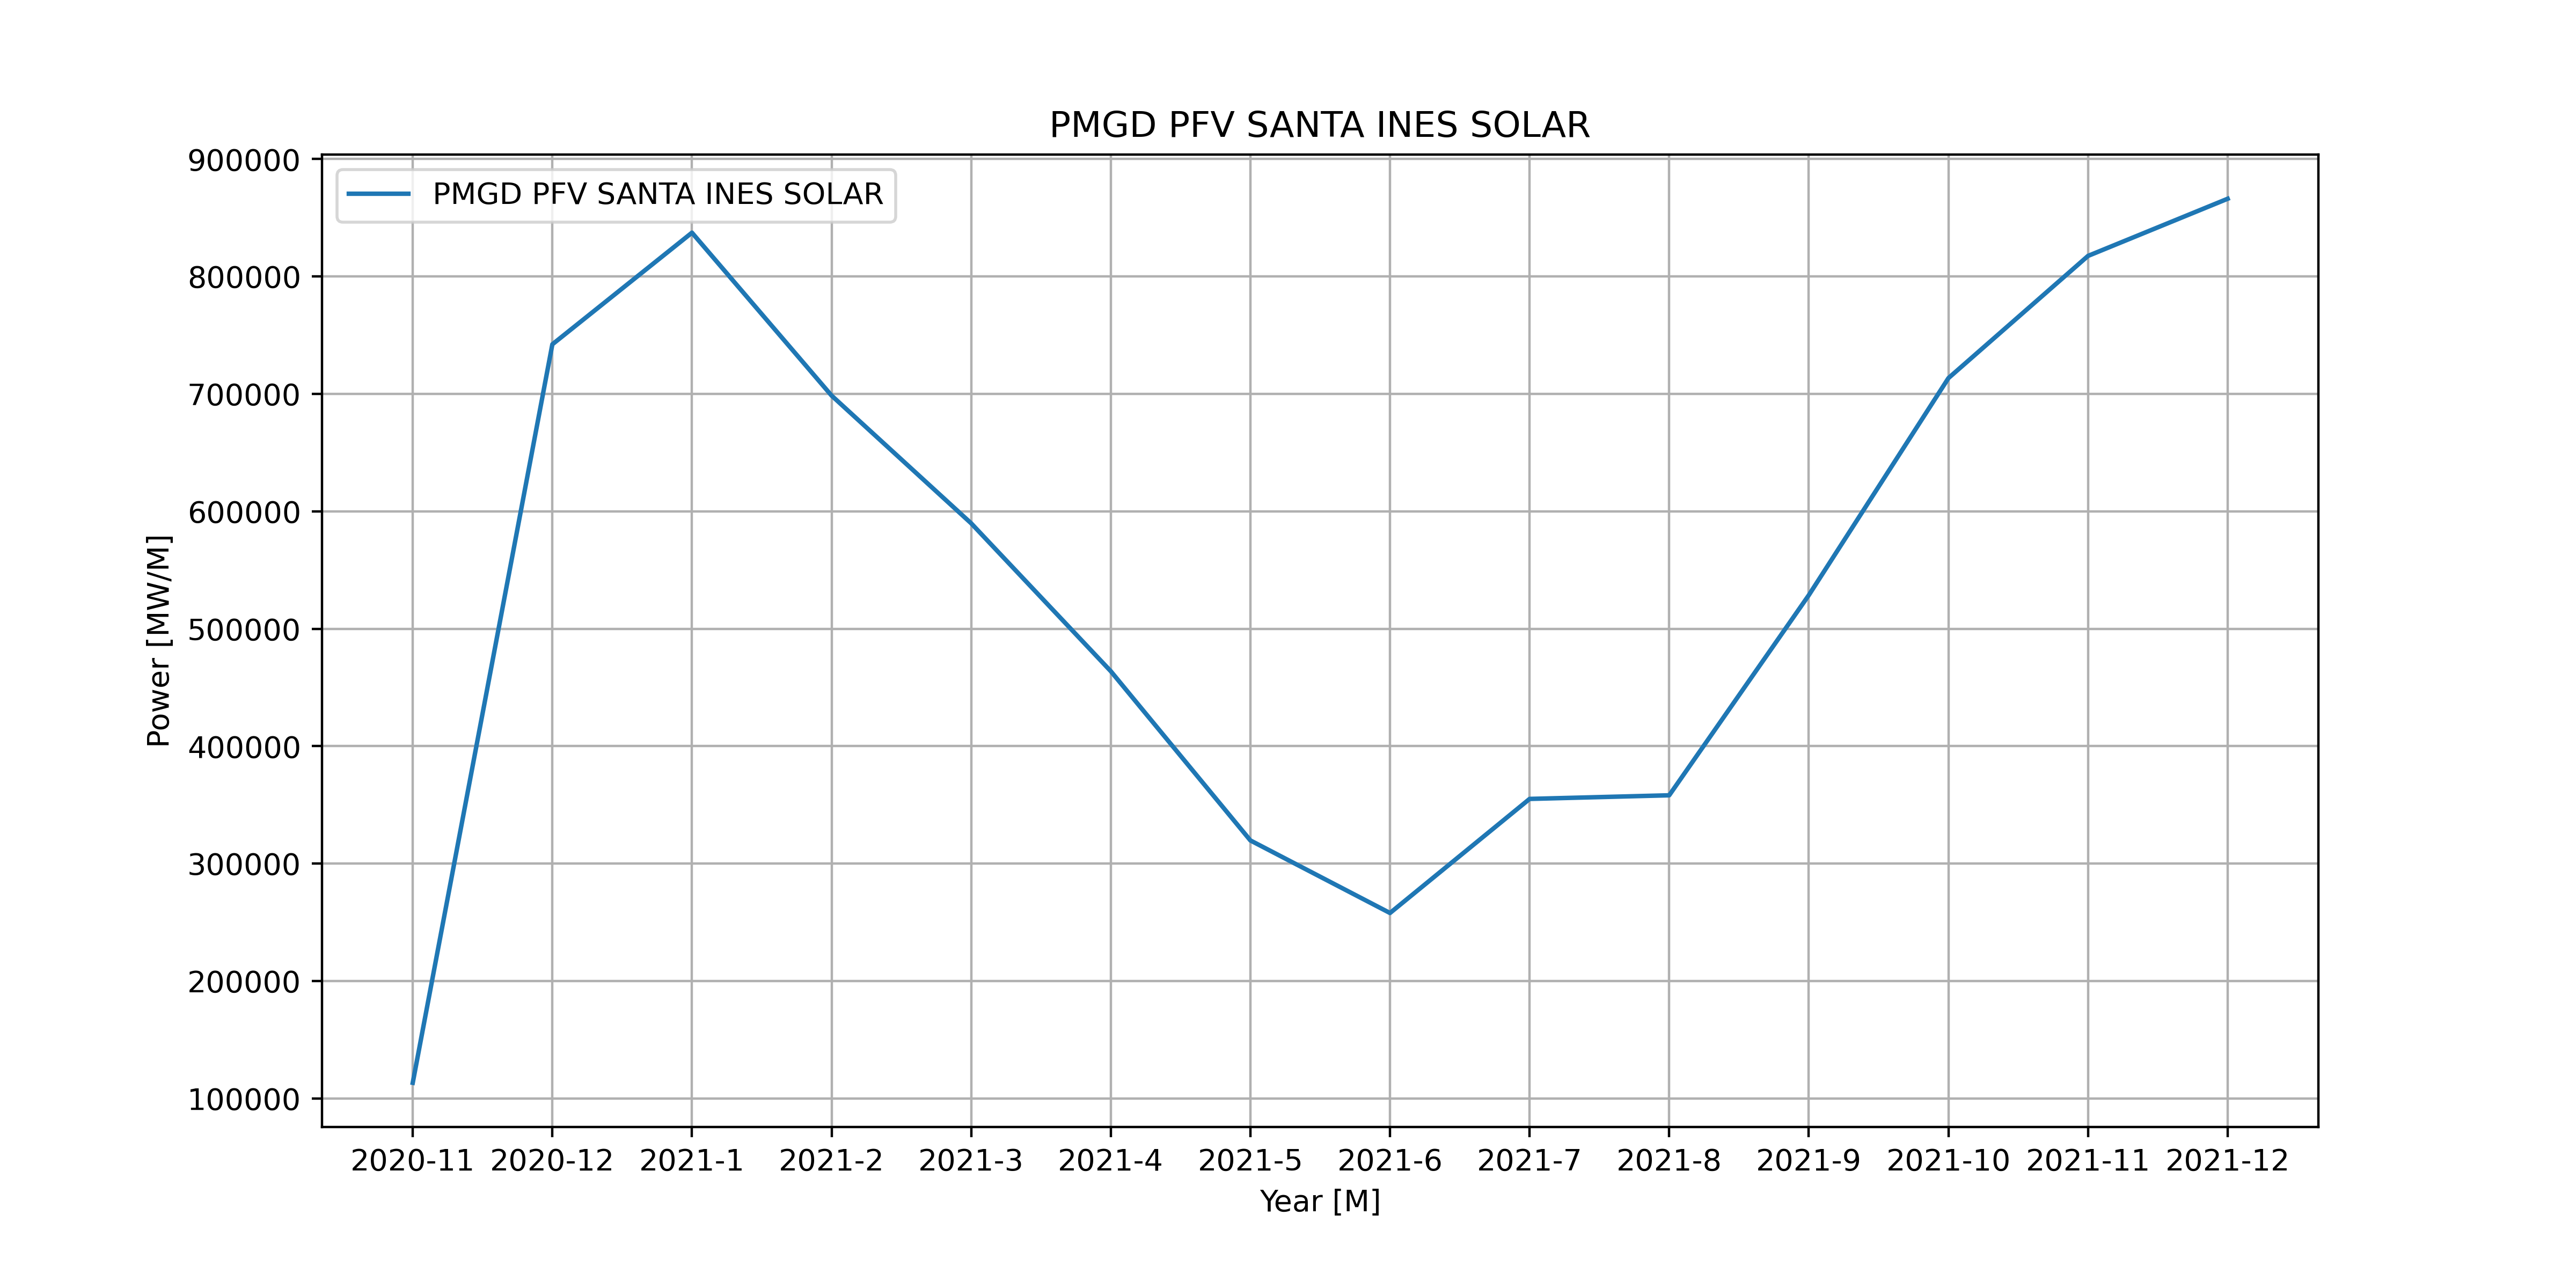 PMGD PFV SANTA INES SOLAR
PMGD PFV SANTA INES SOLAR
Power [MW/M]
900000
800000
700000
600000
500000
400000
300000
200000
100000
2020-11 2020-12 2021-1 2021-2 2021-3 2021-4 2021-5 2021-6 2021-7 2021-8 2021-9 2021-10 2021-11 2021-12
Year [M]